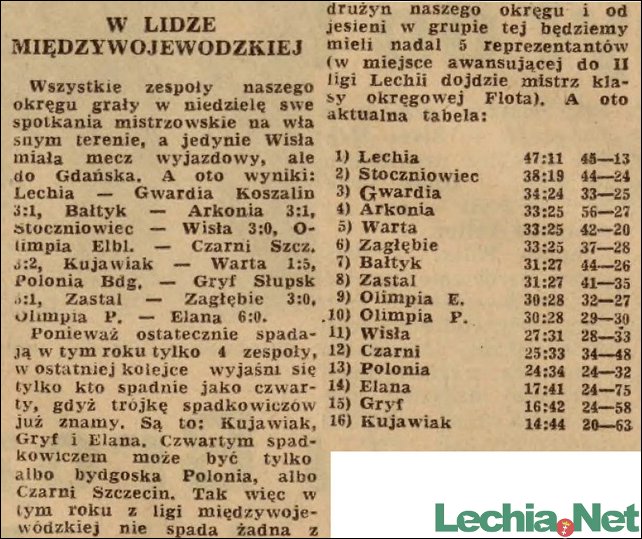 W LIDZE
MIĘDZYWOJEWODZKIEJ
Wszystkie zespoły naszego
okręgu grały w niedzielę swe
spotkania mistrzowskie na wła
snym terenie, a jedynie Wisła
miała mecz wyjazdowy, ale
do Gdańska. A oto wyniki:
Lechia — Gwardia Koszalin
3:1, Bałtyk — Arkonia 3:1,
Stoczniowiec — Wisła 3:0, O-
limpia Elbl. — Czarni Szcz.
3:2, Kujawiak — Warta 1:5,
Polonia Bdg. — Gryf Słupsk
:1, Zastal — Zagłębie 3:0,
Olimpia P. — Elana 6:0.
Ponieważ ostatecznie spada-
ją w tym roku tylko 4 zespoły,
w ostatniej kolejce wyjaśni się
tylko kto spadnie jako czwar-
ty, gdyż trójkę spadkowiczów
już znamy. Są to: Kujawiak,
Gryf i Elana. Czwartym spad-
kowiczem może być tylko
albo bydgoska Polonia, albo
Czarni Szczecin. Tak więc w
tym roku z ligi międzywoje-
wódzkiej nie spada żadna z
drużyn naszego okręgu i od
jesieni w grupie tej będziemy
mieli nadal 5 reprezentantów
(w miejsce awansującej do II
ligi Lechii dojdzie mistrz kla
sy okręgowej Flota). A oto
aktualna tabela:
1) Lechia 47:11 45—13
2) Stoczniowiec 38:19 44—24
3) Gwardia 34:24 33—25
4) Arkonia 33:25 56—27
5) Warta 33:25 42—20
6) Zagłębie 33:25 37—28
7) Bałtyk 31:27 44—26
8) Zastal 31:27 41—35
9) Olimpia E. 30:28 32—27
10) Olimpia P. 30:28 29—30
11) Wisła 27:31 28—33
12) Czarni 25:33 34—48
13) Polonia 24:34 24—32
14) Elana 17:41 24—75
15) Gryf 16:42 24—58
16) Kujawiak 14:44 20—63
Lechia.Net